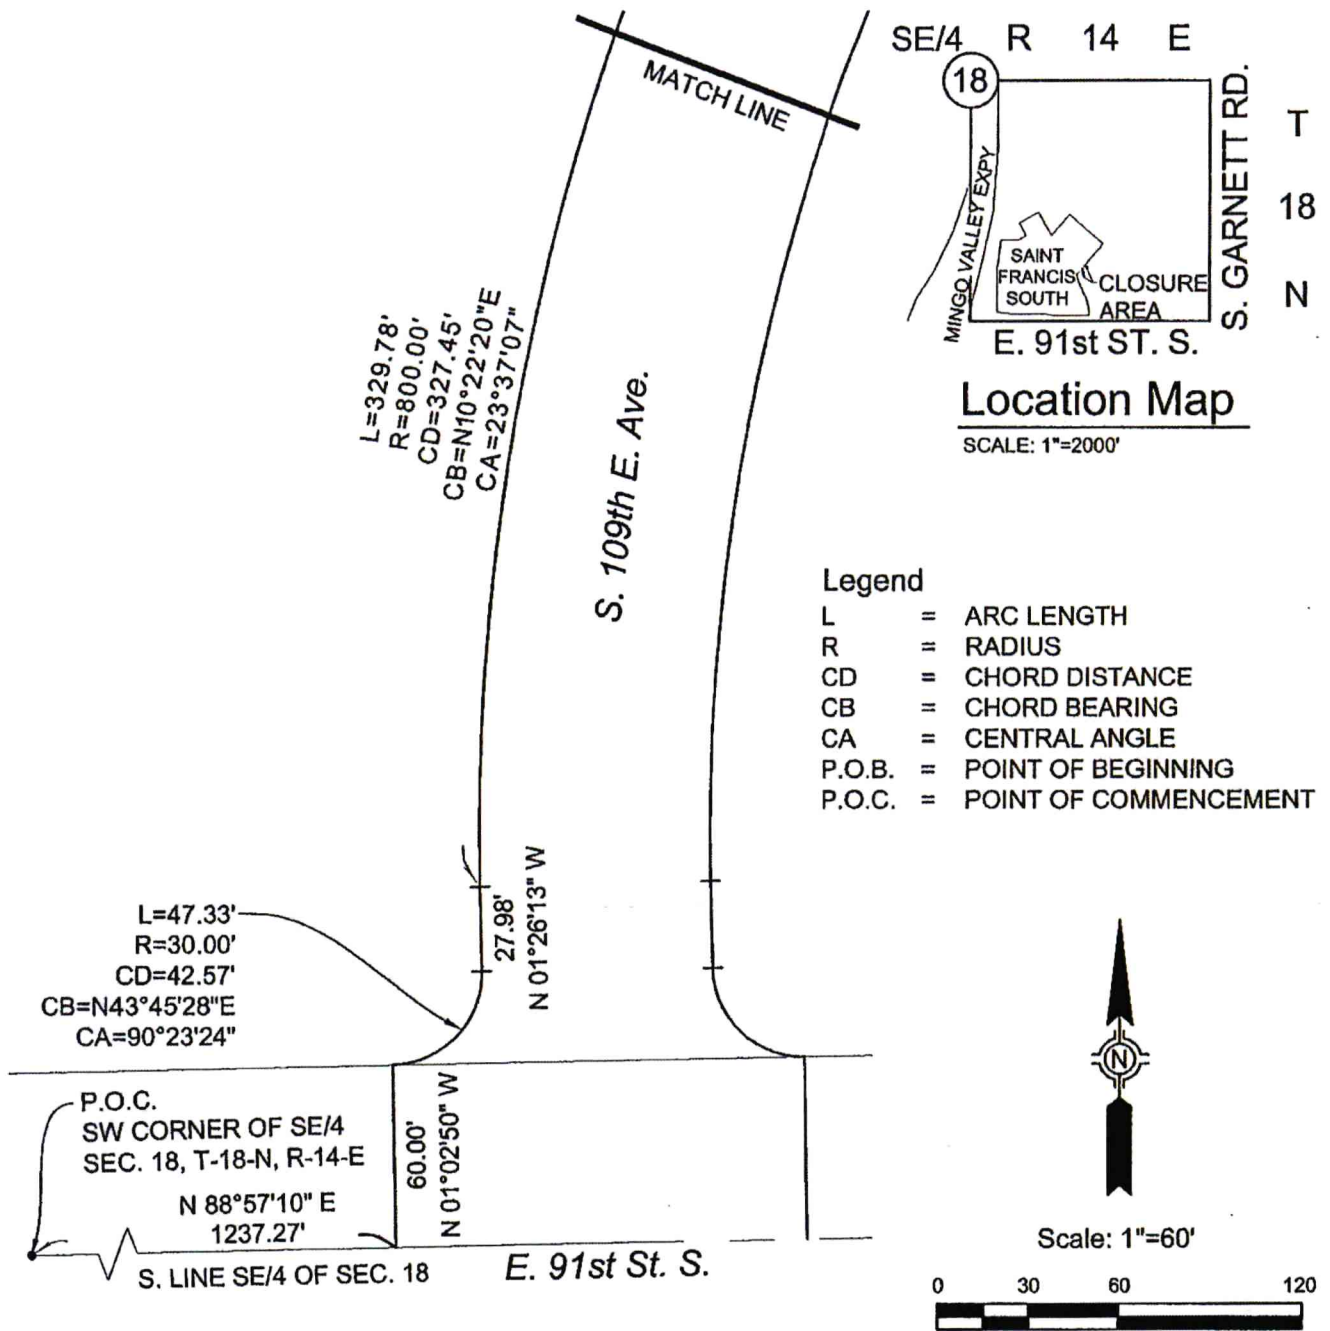 MATCH LINE
SE/4 R 14 E
18
MINGO VALLEY EXPY
SAINT
FRANCIS
SOUTH
CLOSURE
AREA
S. GARNETT RD.
T
18
N
E. 91st ST. S.
Location Map
SCALE: 1"=2000'
L=329.78'
R=800.00'
CD=327.45'
CB=N10°22'20"E
CA=23°37'07"
S. 109th E. Ave.
Legend
L = ARC LENGTH
R = RADIUS
CD = CHORD DISTANCE
CB = CHORD BEARING
CA = CENTRAL ANGLE
P.O.B. = POINT OF BEGINNING
P.O.C. = POINT OF COMMENCEMENT
27.98'
N 01°26'13" W
L=47.33'
R=30.00'
CD=42.57'
CB=N43°45'28"E
CA=90°23'24"
P.O.C.
SW CORNER OF SE/4
SEC. 18, T-18-N, R-14-E
N 88°57'10" E
1237.27'
60.00'
N 01°02'50" W
S. LINE SE/4 OF SEC. 18
E. 91st St. S.
N
Scale: 1"=60'
0 30 60 120